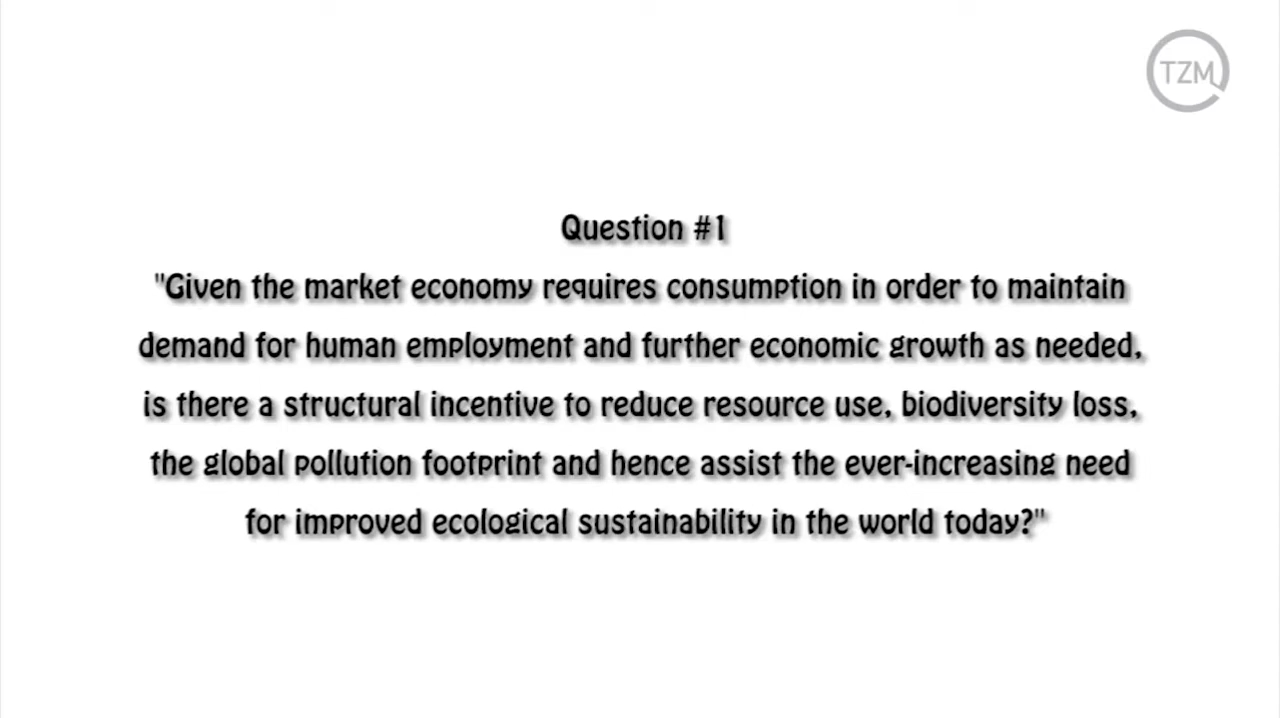 TZM
Question #1
"Given the market economy requires consumption in order to maintain
demand for human employment and further economic growth as needed,
is there a structural incentive to reduce resource use, biodiversity loss,
the global pollution footprint and hence assist the ever-increasing need
for improved ecological sustainability in the world today?"